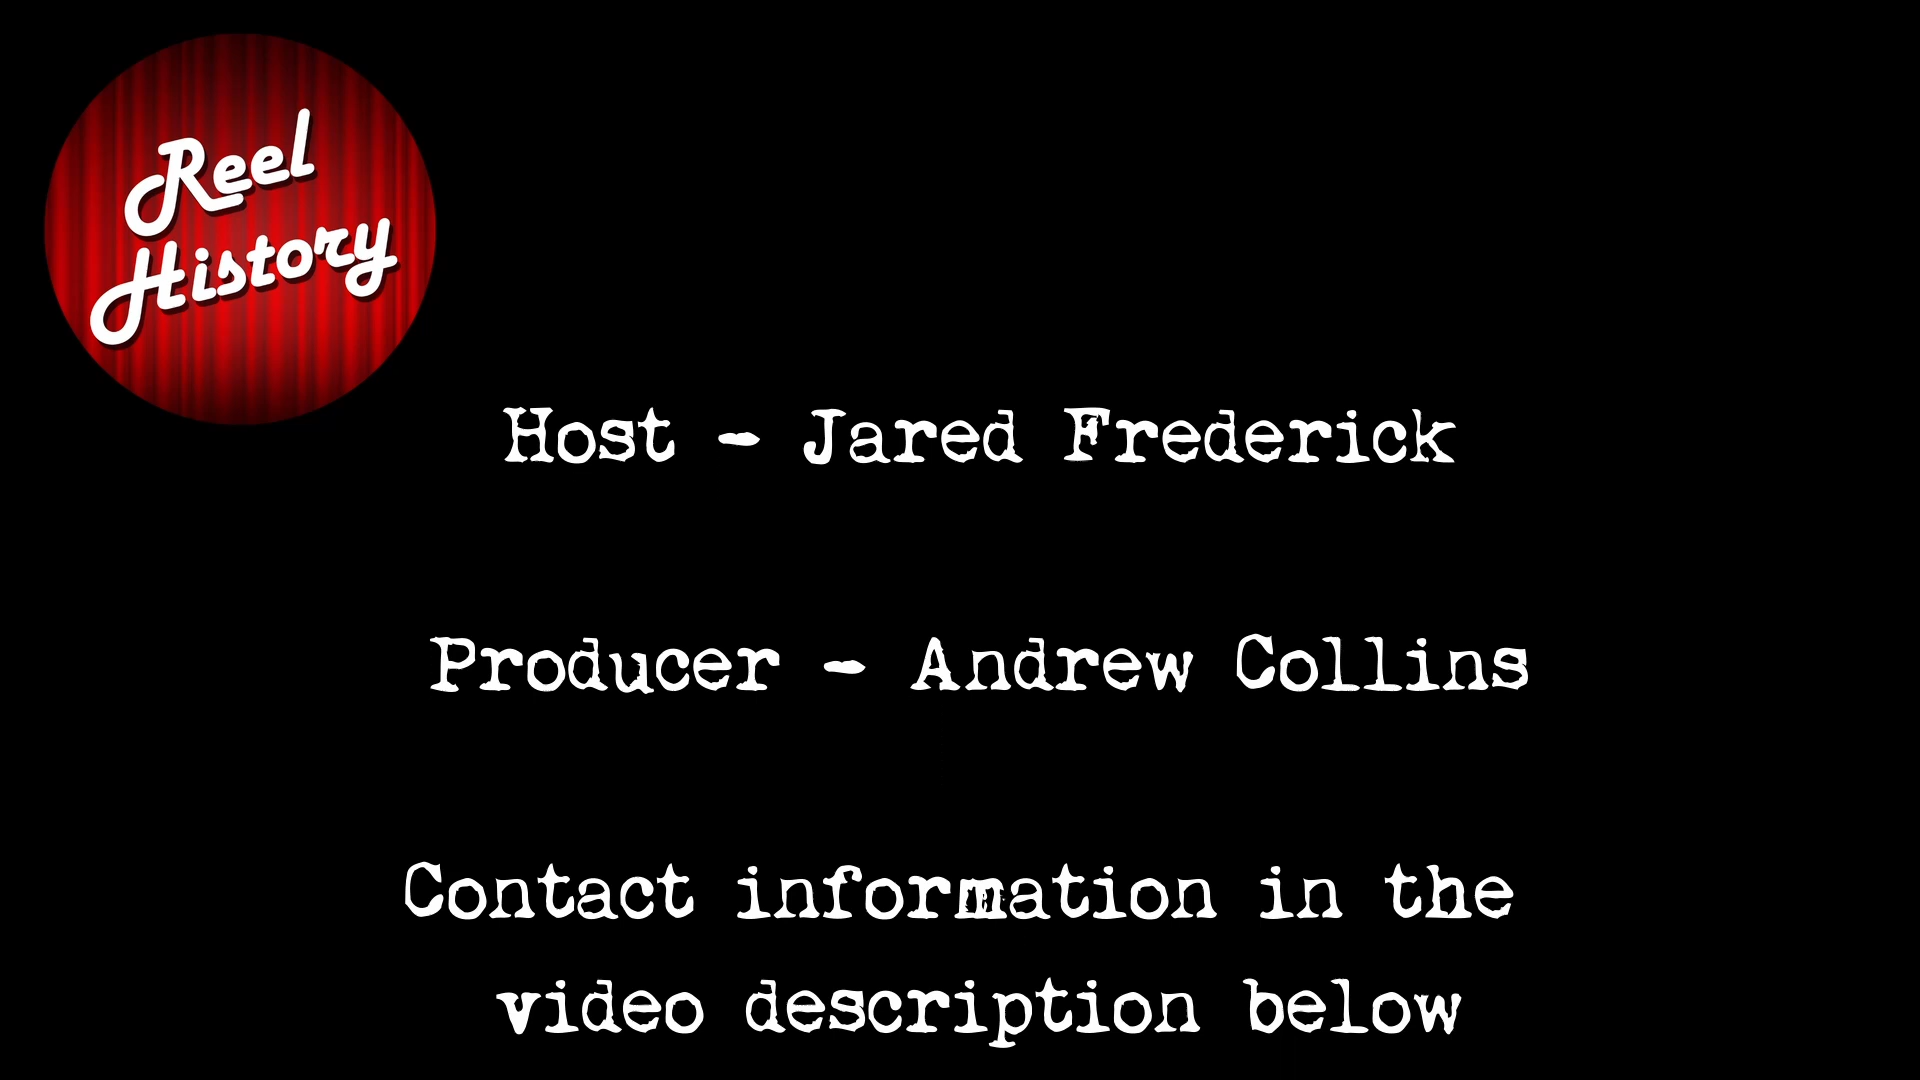 Reel
History
Host - Jared Frederick
Producer - Andrew Collins
Contact information in the
video description below